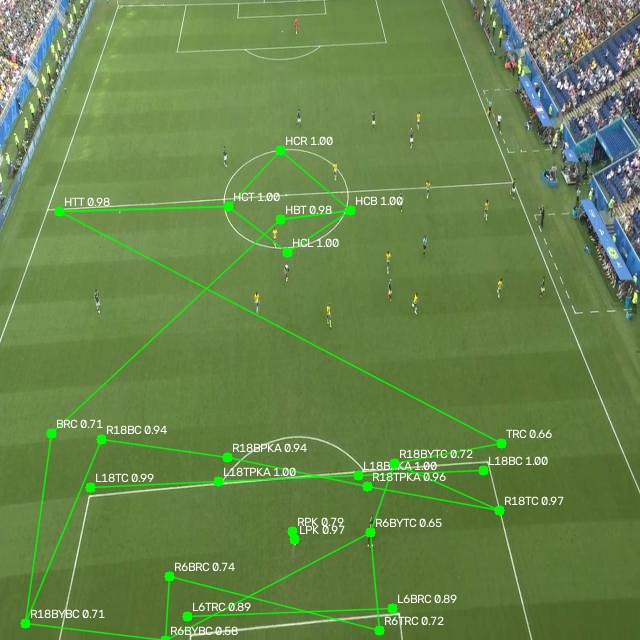 HCR 1.00
HTT 0.98
HCT 1.00
HCB 1.00
HBT 0.98
HCL 1.00
BRC 0.71
R18BC 0.94
TRC 0.66
R18BPKA 0.94
R18BYTC 0.72
L18BC 1.00
L18TC 0.99
L18TPKA 1.00
R18TPKA 0.96
R18TC 0.97
RPK 0.79
LPK 0.97
R6BYTC 0.65
R6BRC 0.74
R18BYBC 0.71
L6TRC 0.89
L6BRC 0.89
R6TRC 0.72
R6BYBC 0.58